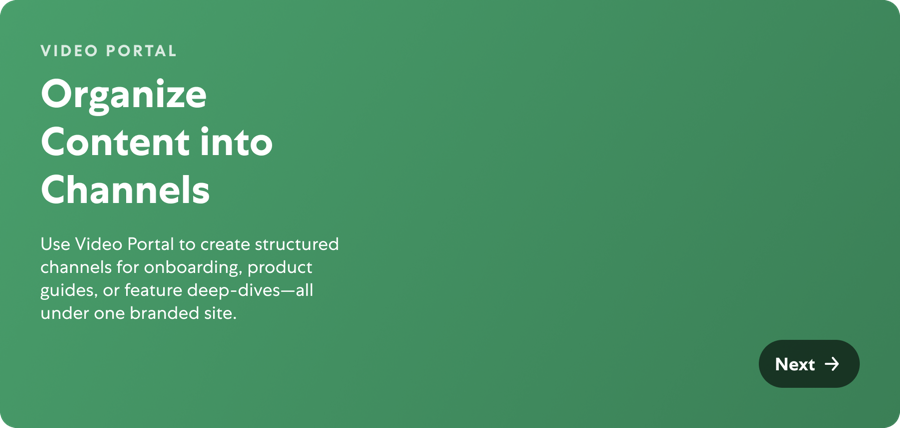 VIDEO PORTAL
Organize
Content into
Channels
Use Video Portal to create structured
channels for onboarding, product
guides, or feature deep-dives—all
under one branded site.
Next →